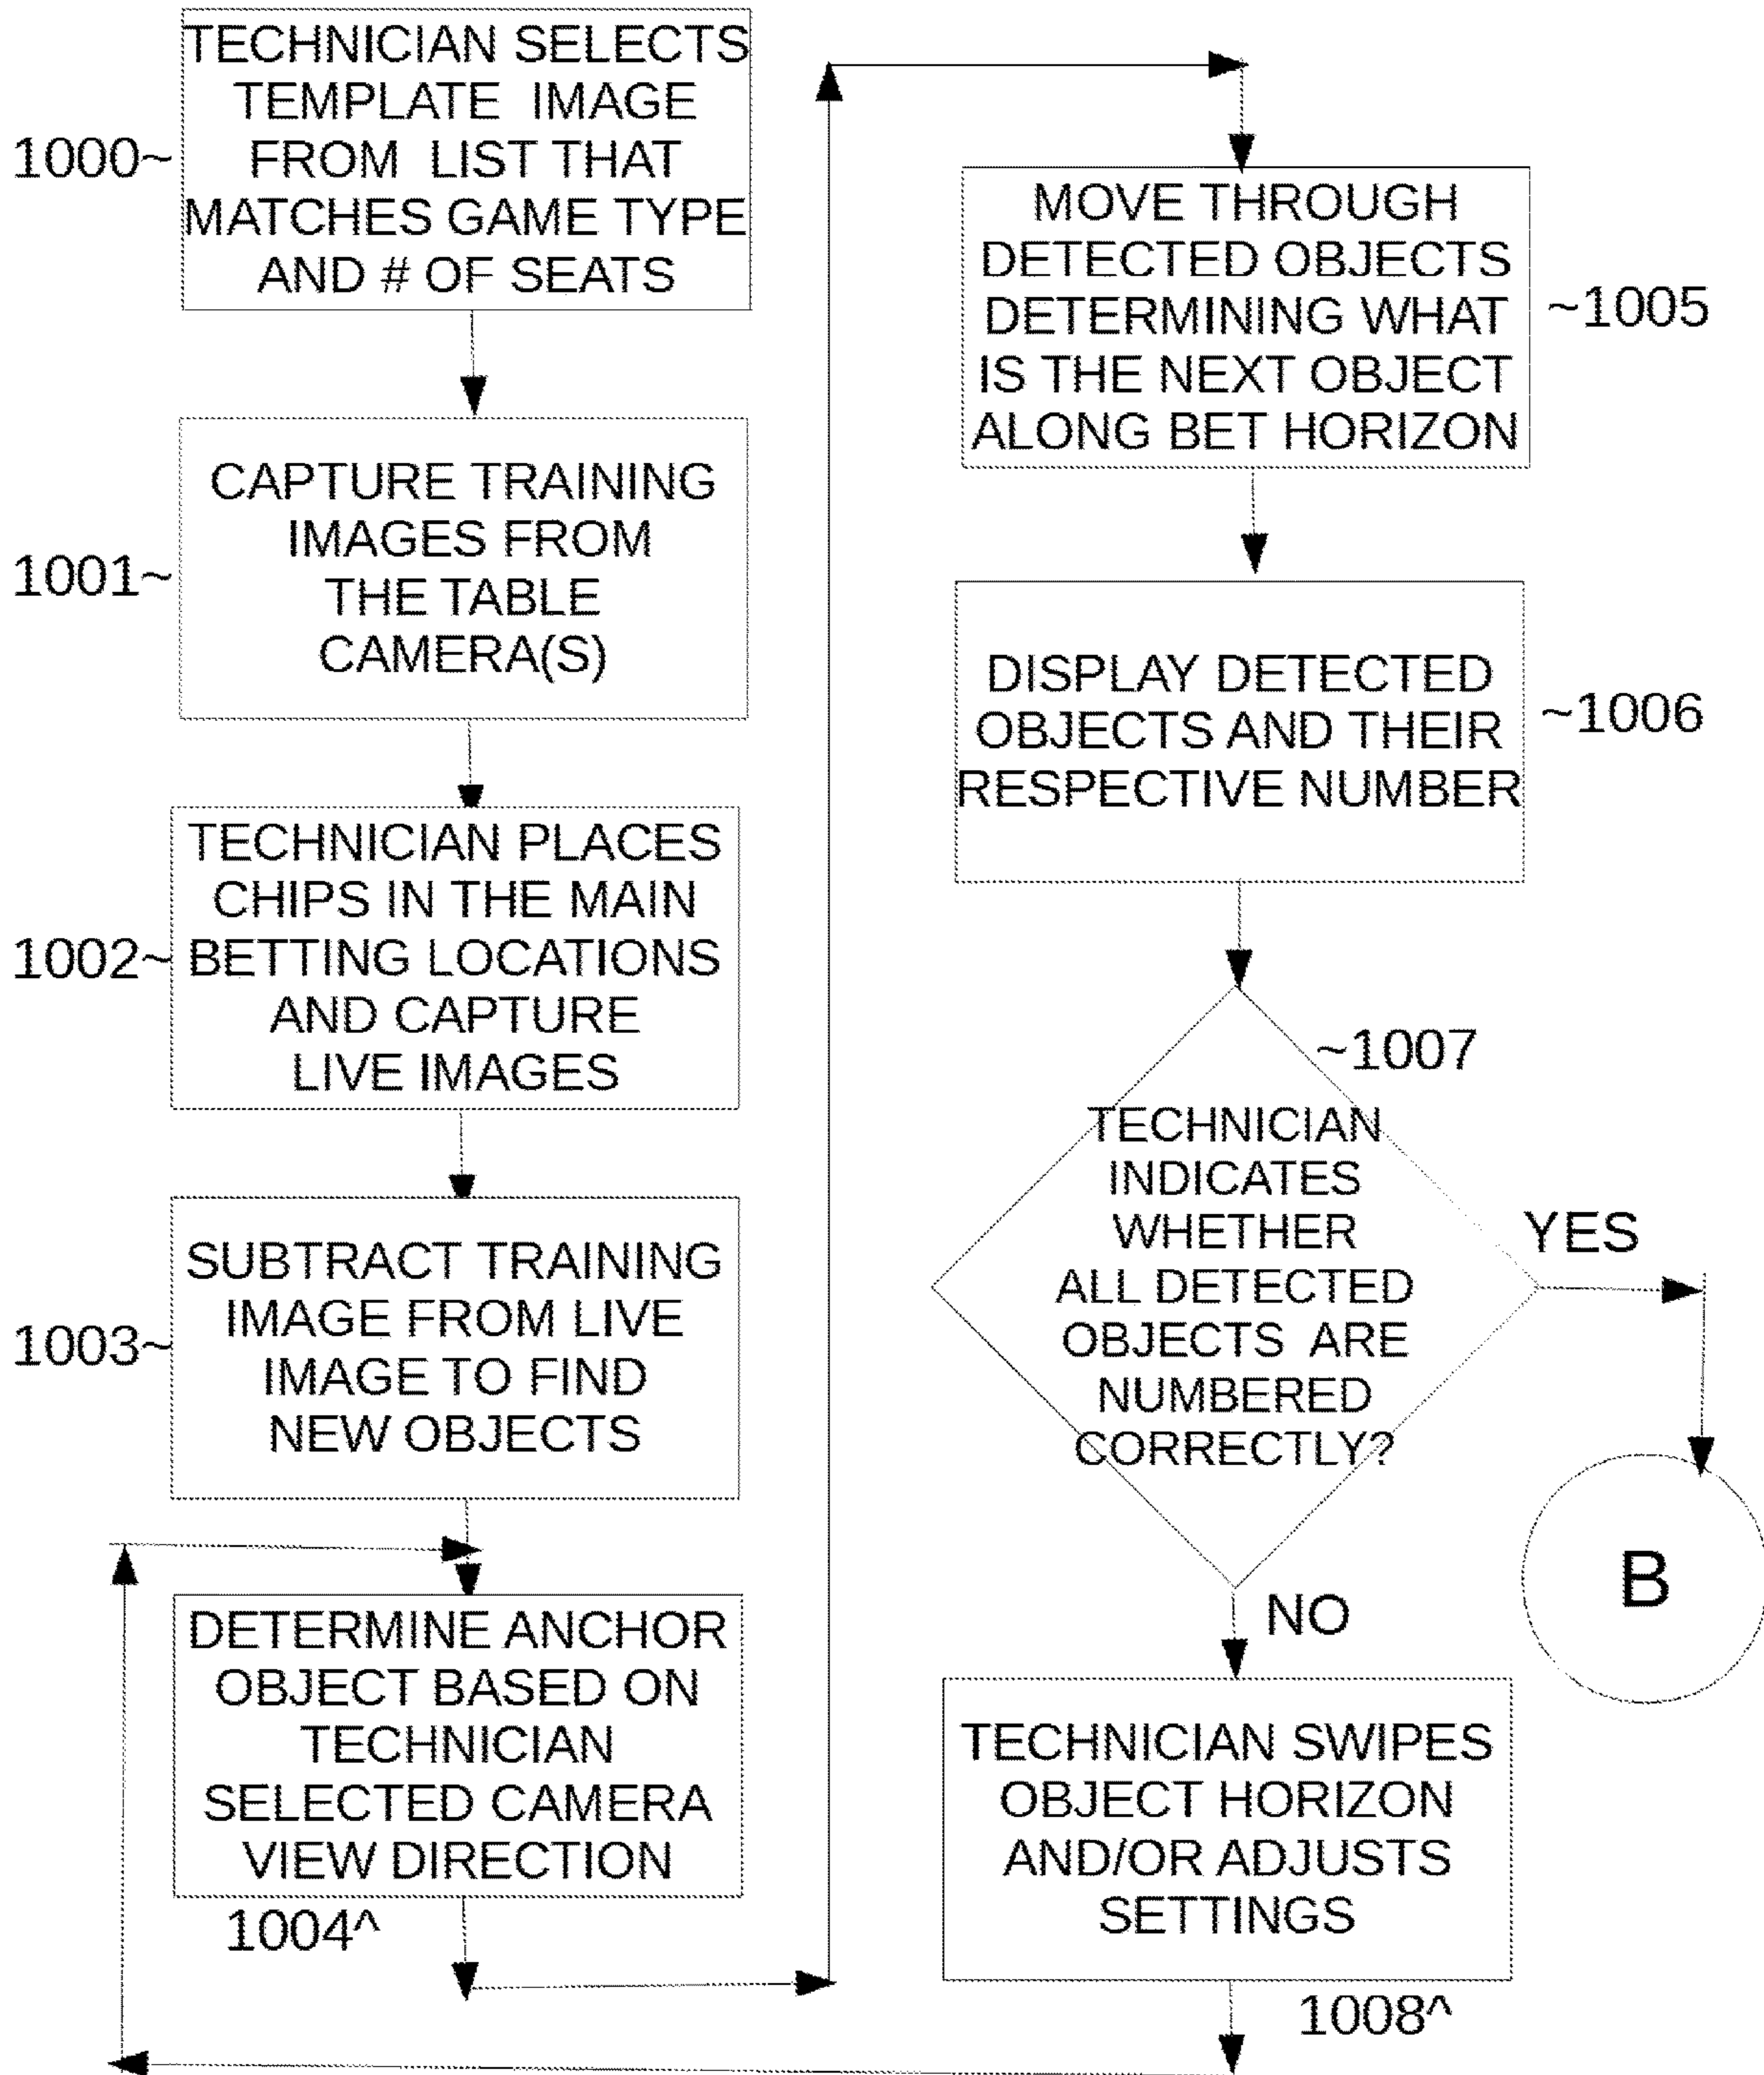 TECHNICIAN SELECTS
TEMPLATE IMAGE
FROM LIST THAT
MATCHES GAME TYPE
AND # OF SEATS
1000~
CAPTURE TRAINING
IMAGES FROM
THE TABLE
CAMERA(S)
1001~
TECHNICIAN PLACES
CHIPS IN THE MAIN
BETTING LOCATIONS
AND CAPTURE
LIVE IMAGES
1002~
SUBTRACT TRAINING
IMAGE FROM LIVE
IMAGE TO FIND
NEW OBJECTS
1003~
DETERMINE ANCHOR
OBJECT BASED ON
TECHNICIAN
SELECTED CAMERA
VIEW DIRECTION
1004^
MOVE THROUGH
DETECTED OBJECTS
DETERMINING WHAT
IS THE NEXT OBJECT
ALONG BET HORIZON
~1005
DISPLAY DETECTED
OBJECTS AND THEIR
RESPECTIVE NUMBER
~1006
~1007
TECHNICIAN
INDICATES
WHETHER
ALL DETECTED
OBJECTS ARE
NUMBERED
CORRECTLY?
YES
B
NO
TECHNICIAN SWIPES
OBJECT HORIZON
AND/OR ADJUSTS
SETTINGS
1008^